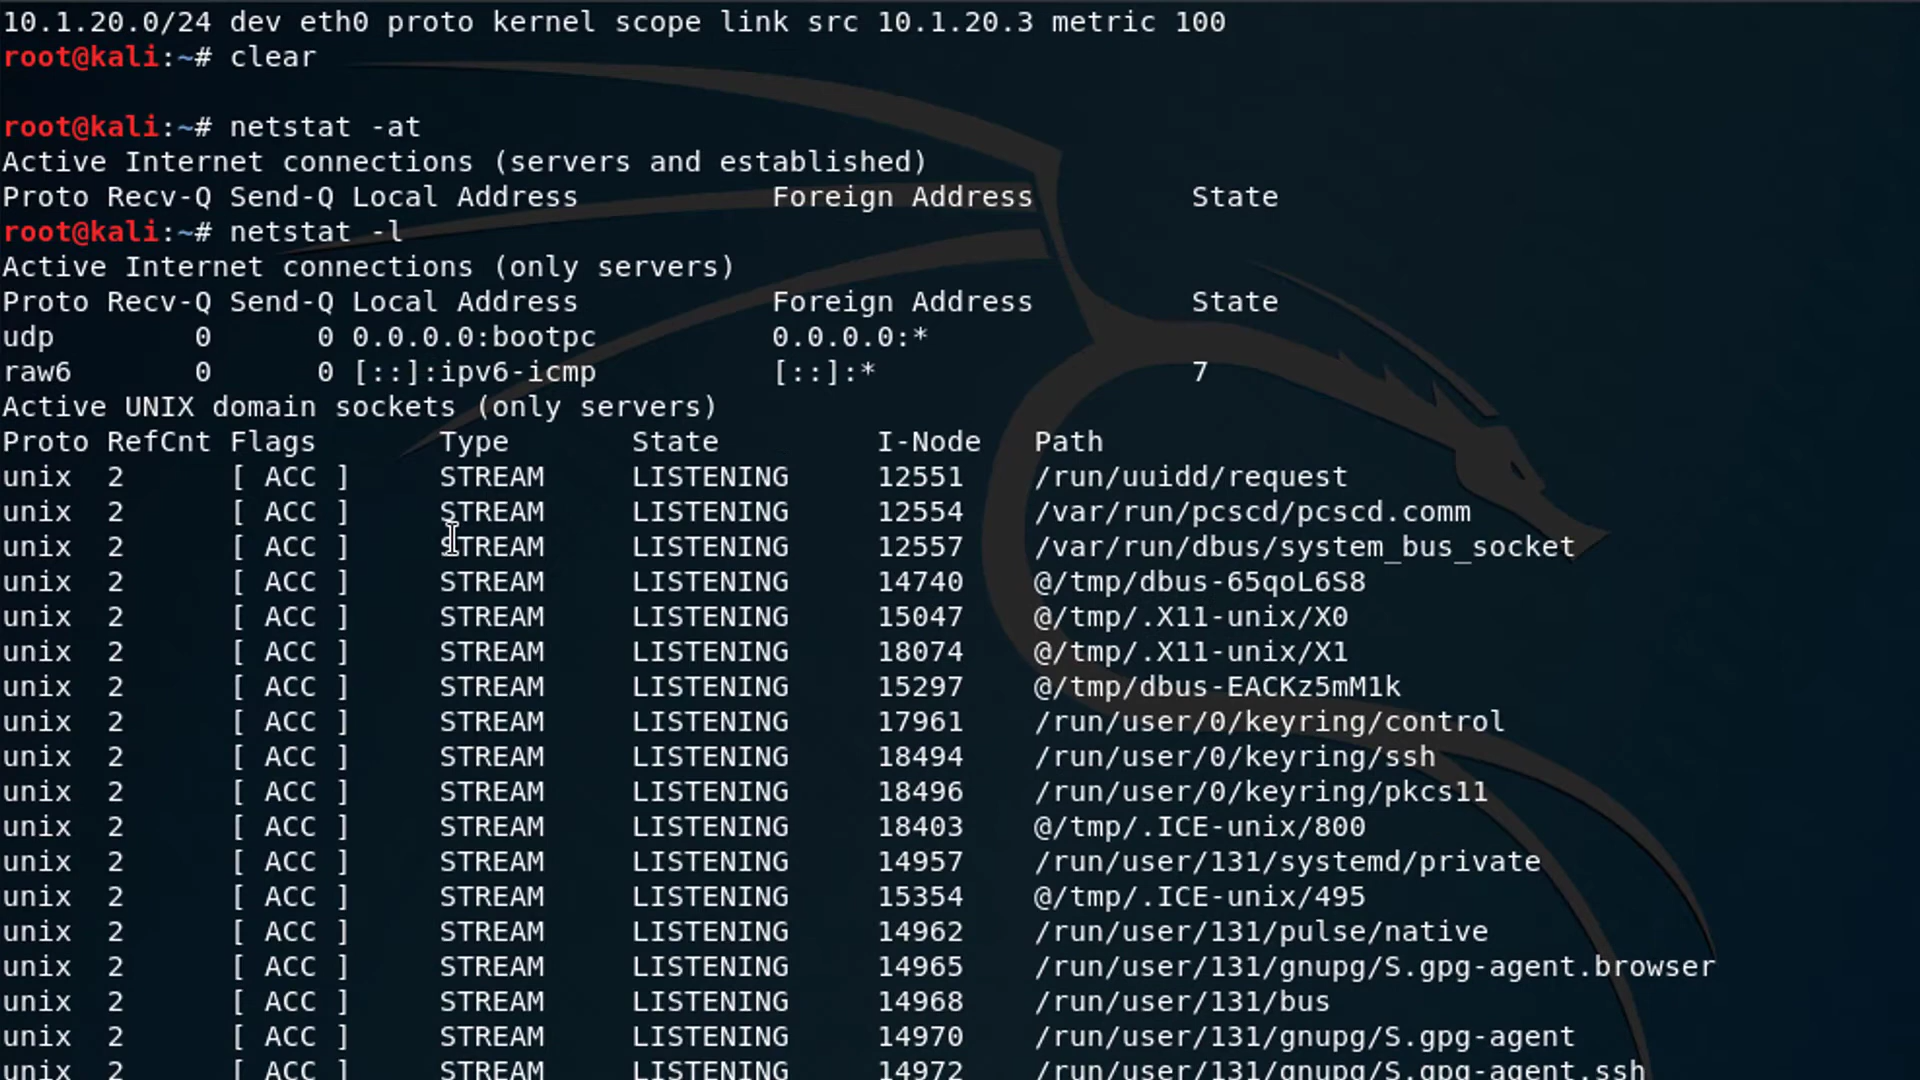 10.1.20.0/24 dev eth0 proto kernel scope link src 10.1.20.3 metric 100
root@kali:~# clear
root@kali:~# netstat -at
Active Internet connections (servers and established)
Proto Recv-Q Send-Q Local Address           Foreign Address         State
root@kali:~# netstat -l
Active Internet connections (only servers)
Proto Recv-Q Send-Q Local Address           Foreign Address         State
udp        0      0 0.0.0.0:bootpc          0.0.0.0:*
raw6       0      0 [::]:ipv6-icmp          [::]:*                  7
Active UNIX domain sockets (only servers)
Proto RefCnt Flags       Type       State         I-Node   Path
unix  2      [ ACC ]     STREAM     LISTENING     12551    /run/uuidd/request
unix  2      [ ACC ]     STREAM     LISTENING     12554    /var/run/pcscd/pcscd.comm
unix  2      [ ACC ]     STREAM     LISTENING     12557    /var/run/dbus/system_bus_socket
unix  2      [ ACC ]     STREAM     LISTENING     14740    @/tmp/dbus-65qoL6S8
unix  2      [ ACC ]     STREAM     LISTENING     15047    @/tmp/.X11-unix/X0
unix  2      [ ACC ]     STREAM     LISTENING     18074    @/tmp/.X11-unix/X1
unix  2      [ ACC ]     STREAM     LISTENING     15297    @/tmp/dbus-EACKz5mM1k
unix  2      [ ACC ]     STREAM     LISTENING     17961    /run/user/0/keyring/control
unix  2      [ ACC ]     STREAM     LISTENING     18494    /run/user/0/keyring/ssh
unix  2      [ ACC ]     STREAM     LISTENING     18496    /run/user/0/keyring/pkcs11
unix  2      [ ACC ]     STREAM     LISTENING     18403    @/tmp/.ICE-unix/800
unix  2      [ ACC ]     STREAM     LISTENING     14957    /run/user/131/systemd/private
unix  2      [ ACC ]     STREAM     LISTENING     15354    @/tmp/.ICE-unix/495
unix  2      [ ACC ]     STREAM     LISTENING     14962    /run/user/131/pulse/native
unix  2      [ ACC ]     STREAM     LISTENING     14965    /run/user/131/gnupg/S.gpg-agent.browser
unix  2      [ ACC ]     STREAM     LISTENING     14968    /run/user/131/bus
unix  2      [ ACC ]     STREAM     LISTENING     14970    /run/user/131/gnupg/S.gpg-agent
unix  2      [ ACC ]     STREAM     LISTENING     14972    /run/user/131/gnupg/S.gpg-agent.ssh